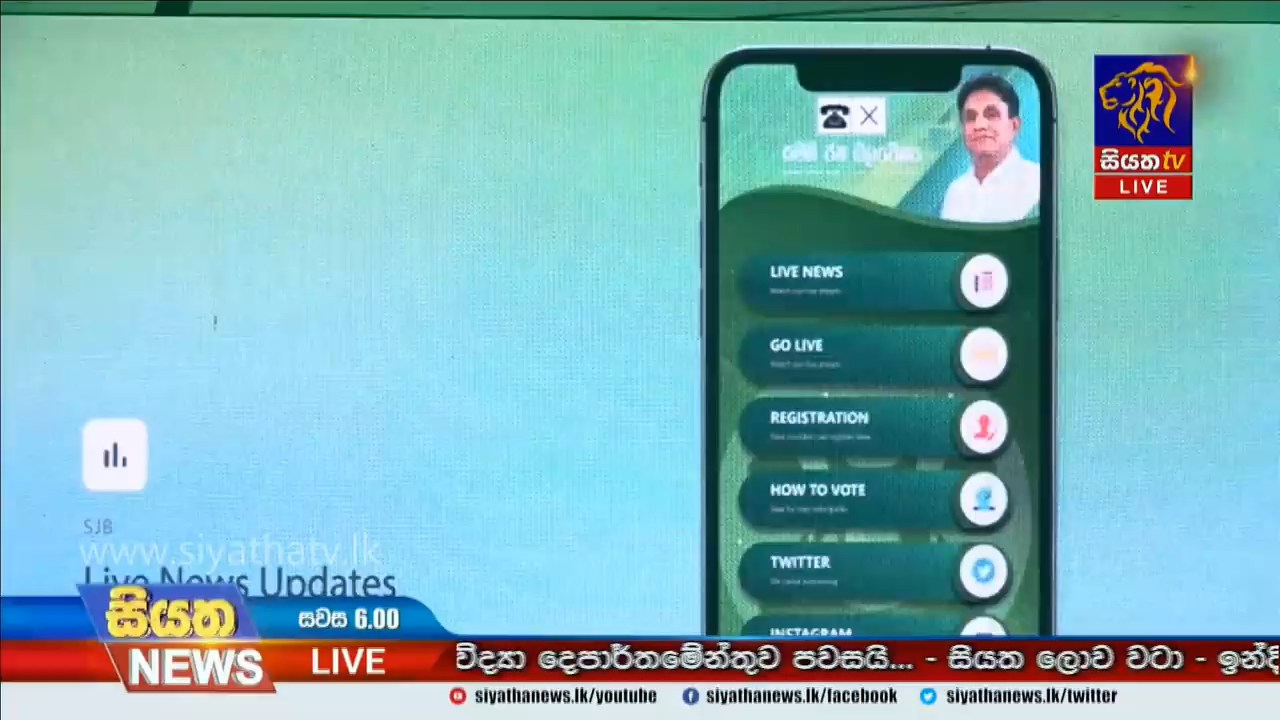 සියත tv
LIVE
LIVE NEWS
GO LIVE
REGISTRATION
HOW TO VOTE
TWITTER
INSTAGRAM
SJB
www.siyathatv.lk
Live News Updates
සියත
NEWS
සවස 6.00
LIVE
විද්‍යා දෙපාර්තමේන්තුව පවසයි... - සියත ලොව වටා -
siyathanews.lk/youtube
siyathanews.lk/facebook
siyathanews.lk/twitter